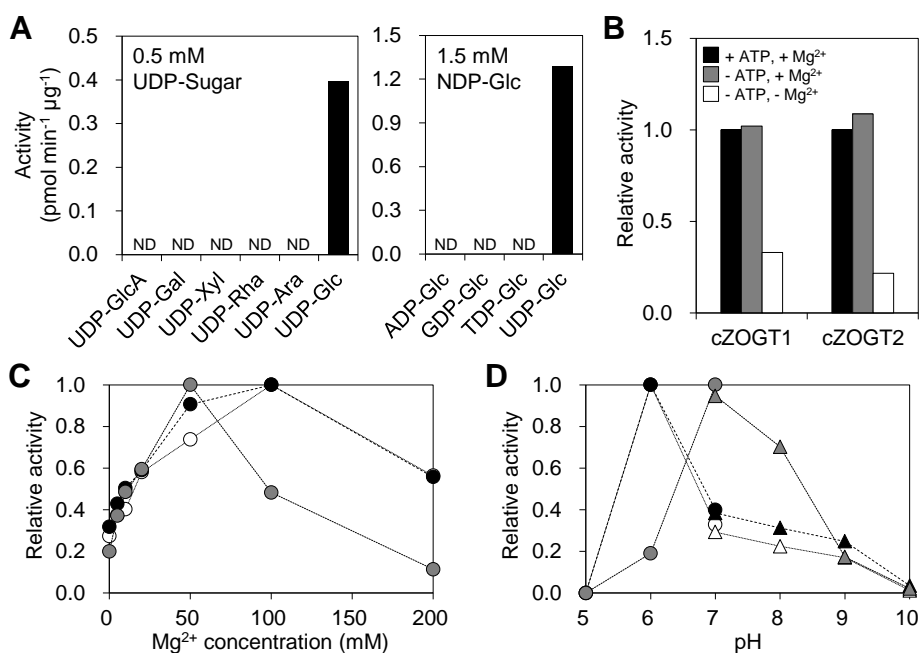 A
0.5 mM
UDP-Sugar
Activity
(pmol min⁻¹ µg⁻¹)
0.5
0.4
0.3
0.2
0.1
0.0
ND ND ND ND ND
UDP-GlcA
UDP-Gal
UDP-Xyl
UDP-Rha
UDP-Ara
UDP-Glc
1.5 mM
NDP-Glc
1.5
1.2
0.9
0.6
0.3
0.0
ND ND ND
ADP-Glc
GDP-Glc
TDP-Glc
UDP-Glc
B
+ ATP, + Mg²⁺
- ATP, + Mg²⁺
- ATP, - Mg²⁺
Relative activity
1.5
1.0
0.5
0.0
cZOGT1 cZOGT2
C
Relative activity
1.0
0.8
0.6
0.4
0.2
0.0
0 50 100 150 200
Mg²⁺ concentration (mM)
D
Relative activity
1.0
0.8
0.6
0.4
0.2
0.0
5 6 7 8 9 10
pH